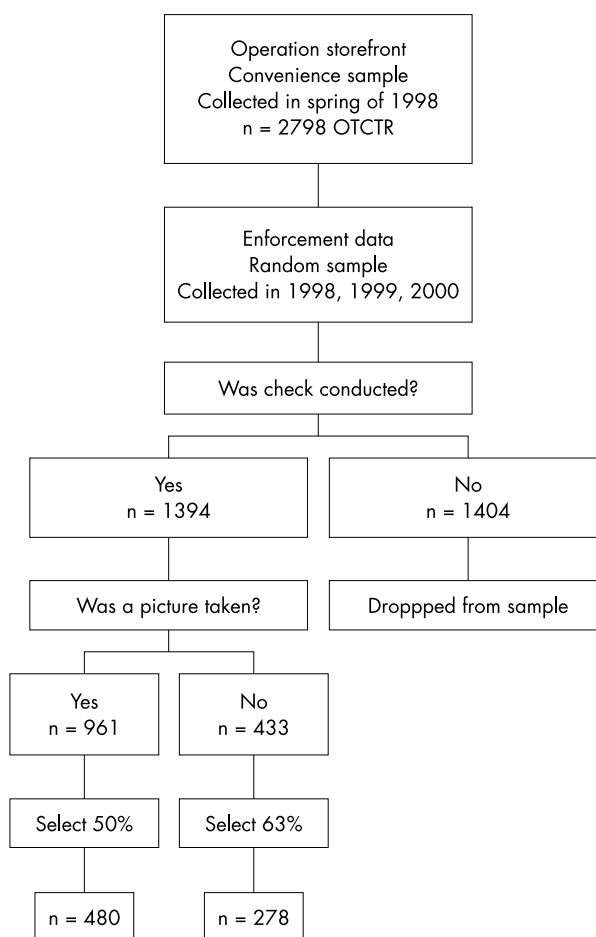 Operation storefront
Convenience sample
Collected in spring of 1998
n = 2798 OTCTR
Enforcement data
Random sample
Collected in 1998, 1999, 2000
Was check conducted?
Yes
n = 1394
No
n = 1404
Was a picture taken?
Droppped from sample
Yes
n = 961
No
n = 433
Select 50%
Select 63%
n = 480
n = 278